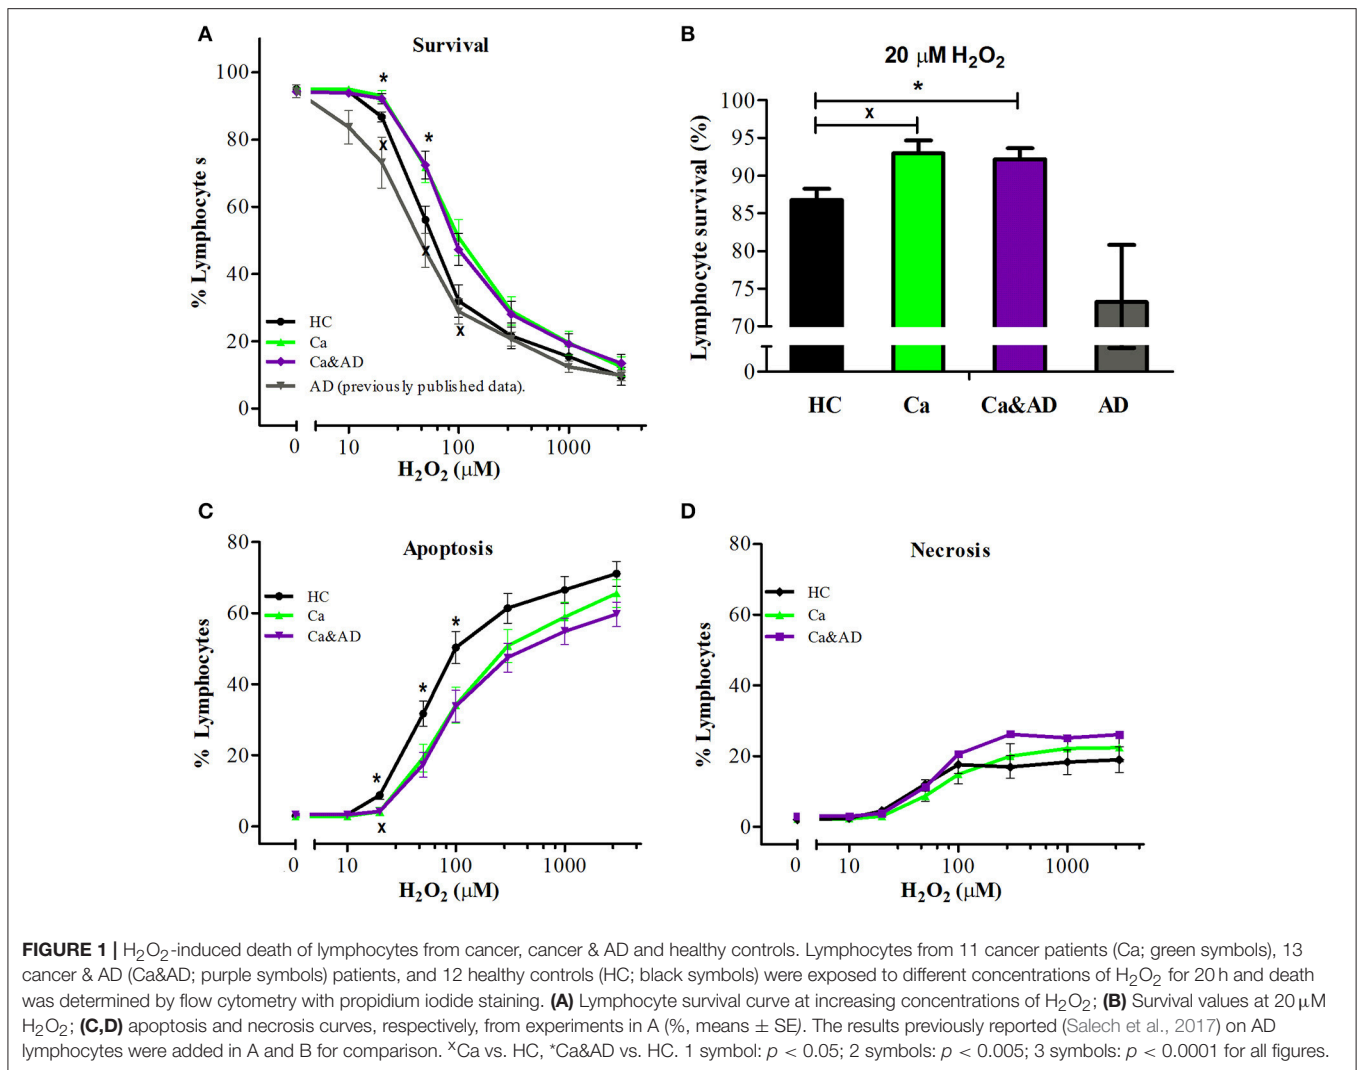 A
Survival
*
*
x
x
x
100
80
60
40
20
0
% Lymphocyte s
HC
Ca
Ca&AD
AD (previously published data).
0 10 100 1000
H₂O₂ (μM)
B
20 μM H₂O₂
*
x
100
95
90
85
80
75
70
0
Lymphocyte survival (%)
HC Ca Ca&AD AD
C
Apoptosis
*
*
*
x
80
60
40
20
0
% Lymphocytes
HC
Ca
Ca&AD
0 10 100 1000
H₂O₂ (μM)
D
Necrosis
80
60
40
20
0
% Lymphocytes
HC
Ca
Ca&AD
0 10 100 1000
H₂O₂ (μM)
FIGURE 1 | H₂O₂-induced death of lymphocytes from cancer, cancer & AD and healthy controls. Lymphocytes from 11 cancer patients (Ca; green symbols), 13
cancer & AD (Ca&AD; purple symbols) patients, and 12 healthy controls (HC; black symbols) were exposed to different concentrations of H₂O₂ for 20 h and death
was determined by flow cytometry with propidium iodide staining. (A) Lymphocyte survival curve at increasing concentrations of H₂O₂; (B) Survival values at 20 μM
H₂O₂; (C,D) apoptosis and necrosis curves, respectively, from experiments in A (%, means ± SE). The results previously reported (Salech et al., 2017) on AD
lymphocytes were added in A and B for comparison. ˣCa vs. HC, *Ca&AD vs. HC. 1 symbol: p < 0.05; 2 symbols: p < 0.005; 3 symbols: p < 0.0001 for all figures.